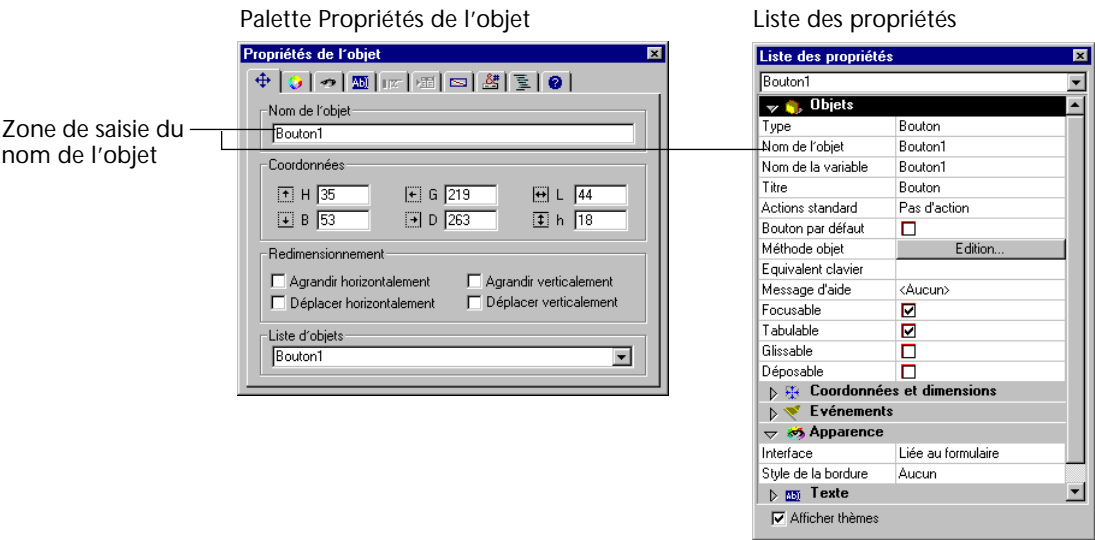 Palette Propriétés de l'objet
Liste des propriétés
Zone de saisie du
nom de l'objet
Propriétés de l'objet
Nom de l'objet
Bouton1
Coordonnées
H 35 G 219 L 44
B 53 D 263 h 18
Redimensionnement
Agrandir horizontalement Agrandir verticalement
Déplacer horizontalement Déplacer verticalement
Liste d'objets
Bouton1
Liste des propriétés
Bouton1
Objets
Type Bouton
Nom de l'objet Bouton1
Nom de la variable Bouton1
Titre Bouton
Actions standard Pas d'action
Bouton par défaut
Méthode objet Edition...
Equivalent clavier
Message d'aide <Aucun>
Focusable
Tabulable
Glissable
Déposable
Coordonnées et dimensions
Evénements
Apparence
Interface Liée au formulaire
Style de la bordure Aucun
Texte
Afficher thèmes